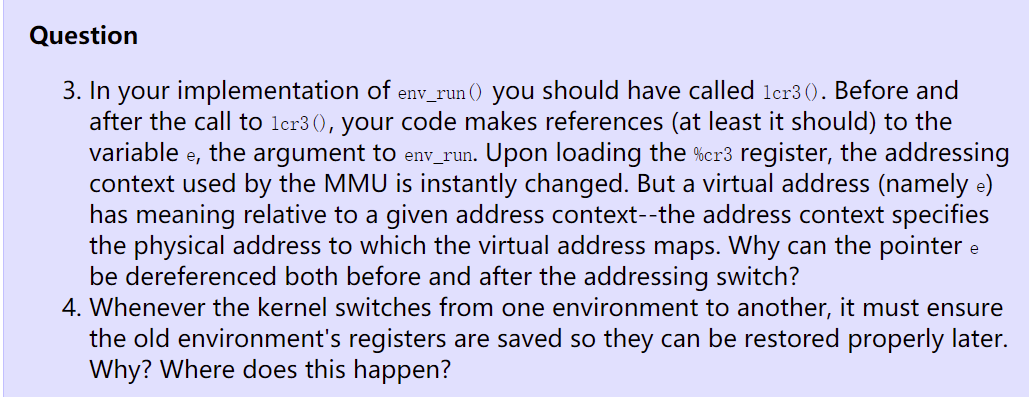 Question
3. In your implementation of env_run() you should have called lcr3(). Before and
after the call to lcr3(), your code makes references (at least it should) to the
variable e, the argument to env_run. Upon loading the %cr3 register, the addressing
context used by the MMU is instantly changed. But a virtual address (namely e)
has meaning relative to a given address context--the address context specifies
the physical address to which the virtual address maps. Why can the pointer e
be dereferenced both before and after the addressing switch?
4. Whenever the kernel switches from one environment to another, it must ensure
the old environment's registers are saved so they can be restored properly later.
Why? Where does this happen?